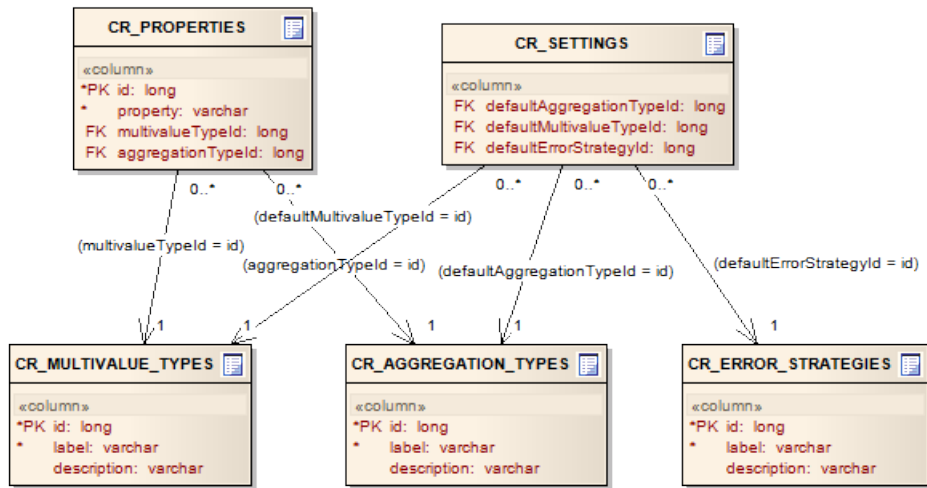 CR_PROPERTIES
«column»
*PK id: long
* property: varchar
FK multivalueTypeId: long
FK aggregationTypeId: long
CR_SETTINGS
«column»
FK defaultAggregationTypeId: long
FK defaultMultivalueTypeId: long
FK defaultErrorStrategyId: long
0..*
0..*
0..*
0..*
0..*
(defaultMultivalueTypeId = id)
(multivalueTypeId = id)
(aggregationTypeId = id)
(defaultAggregationTypeId = id)
(defaultErrorStrategyId = id)
1
1
1
1
1
CR_MULTIVALUE_TYPES
«column»
*PK id: long
* label: varchar
description: varchar
CR_AGGREGATION_TYPES
«column»
*PK id: long
* label: varchar
description: varchar
CR_ERROR_STRATEGIES
«column»
*PK id: long
* label: varchar
description: varchar